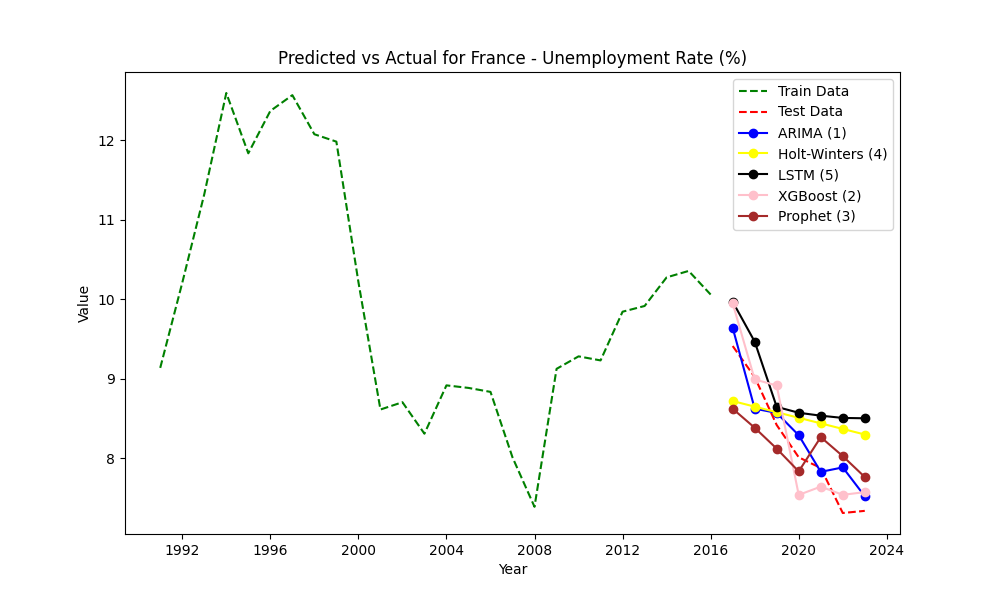 Predicted vs Actual for France - Unemployment Rate (%)
Train Data
Test Data
ARIMA (1)
Holt-Winters (4)
LSTM (5)
XGBoost (2)
Prophet (3)
Value
12
11
10
9
8
1992 1996 2000 2004 2008 2012 2016 2020 2024
Year